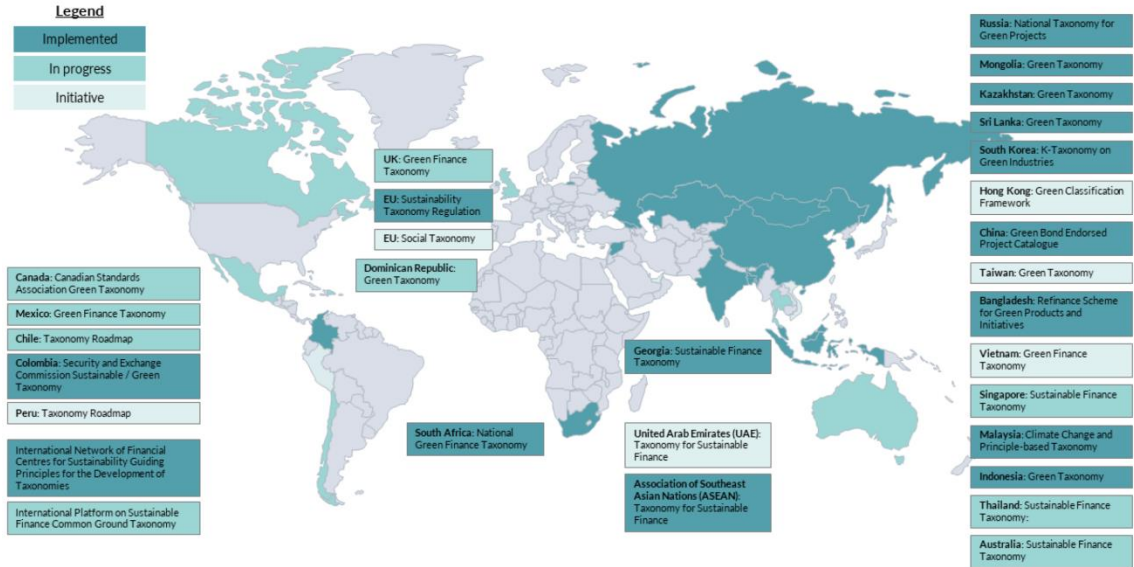 Legend
Implemented
In progress
Initiative
UK: Green Finance
Taxonomy
EU: Sustainability
Taxonomy Regulation
EU: Social Taxonomy
Dominican Republic:
Green Taxonomy
Canada: Canadian Standards
Association Green Taxonomy
Mexico: Green Finance Taxonomy
Chile: Taxonomy Roadmap
Colombia: Security and Exchange
Commission Sustainable / Green
Taxonomy
Peru: Taxonomy Roadmap
International Network of Financial
Centres for Sustainability Guiding
Principles for the Development of
Taxonomies
International Platform on Sustainable
Finance Common Ground Taxonomy
South Africa: National
Green Finance Taxonomy
Georgia: Sustainable Finance
Taxonomy
United Arab Emirates (UAE):
Taxonomy for Sustainable
Finance
Association of Southeast
Asian Nations (ASEAN):
Taxonomy for Sustainable
Finance
Russia: National Taxonomy for
Green Projects
Mongolia: Green Taxonomy
Kazakhstan: Green Taxonomy
Sri Lanka: Green Taxonomy
South Korea: K-Taxonomy on
Green Industries
Hong Kong: Green Classification
Framework
China: Green Bond Endorsed
Project Catalogue
Taiwan: Green Taxonomy
Bangladesh: Refinance Scheme
for Green Products and
Initiatives
Vietnam: Green Finance
Taxonomy
Singapore: Sustainable Finance
Taxonomy
Malaysia: Climate Change and
Principle-based Taxonomy
Indonesia: Green Taxonomy
Thailand: Sustainable Finance
Taxonomy:
Australia: Sustainable Finance
Taxonomy